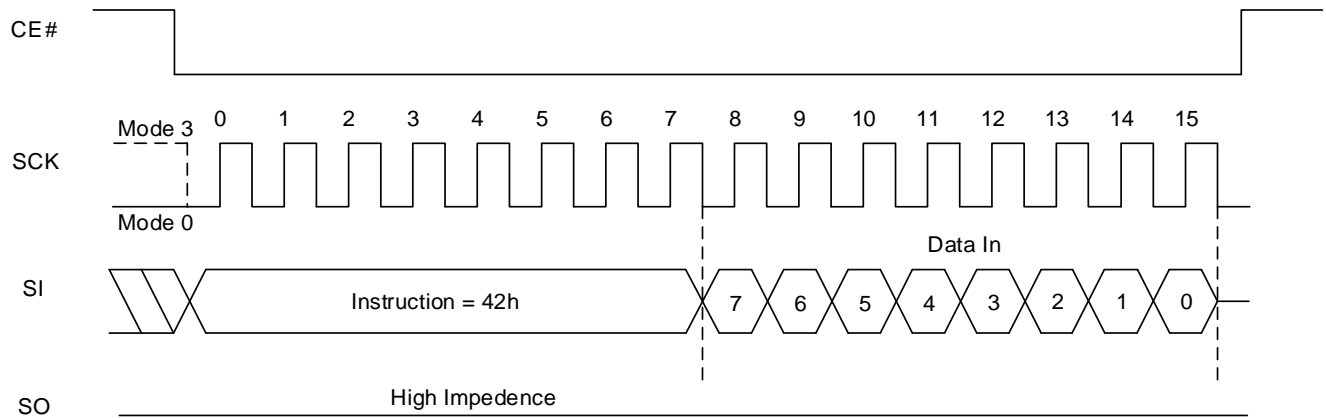 CE#
0 1 2 3 4 5 6 7 8 9 10 11 12 13 14 15
Mode 3
SCK
Mode 0
Data In
SI
Instruction = 42h
7 6 5 4 3 2 1 0
High Impedence
SO